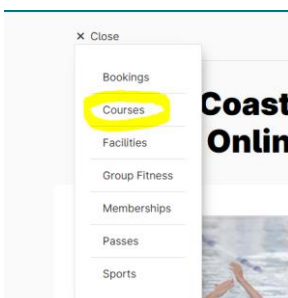 × Close
Bookings
Courses
Coast
Facilities
Onlin
Group Fitness
Memberships
Passes
Sports